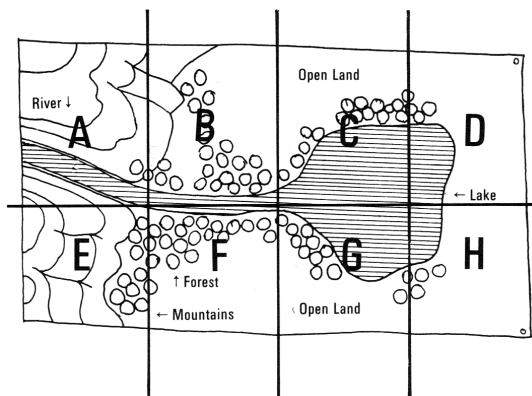 Open Land
River ↓
A
B
C
D
← Lake
E
F
G
H
↑ Forest
← Mountains
Open Land